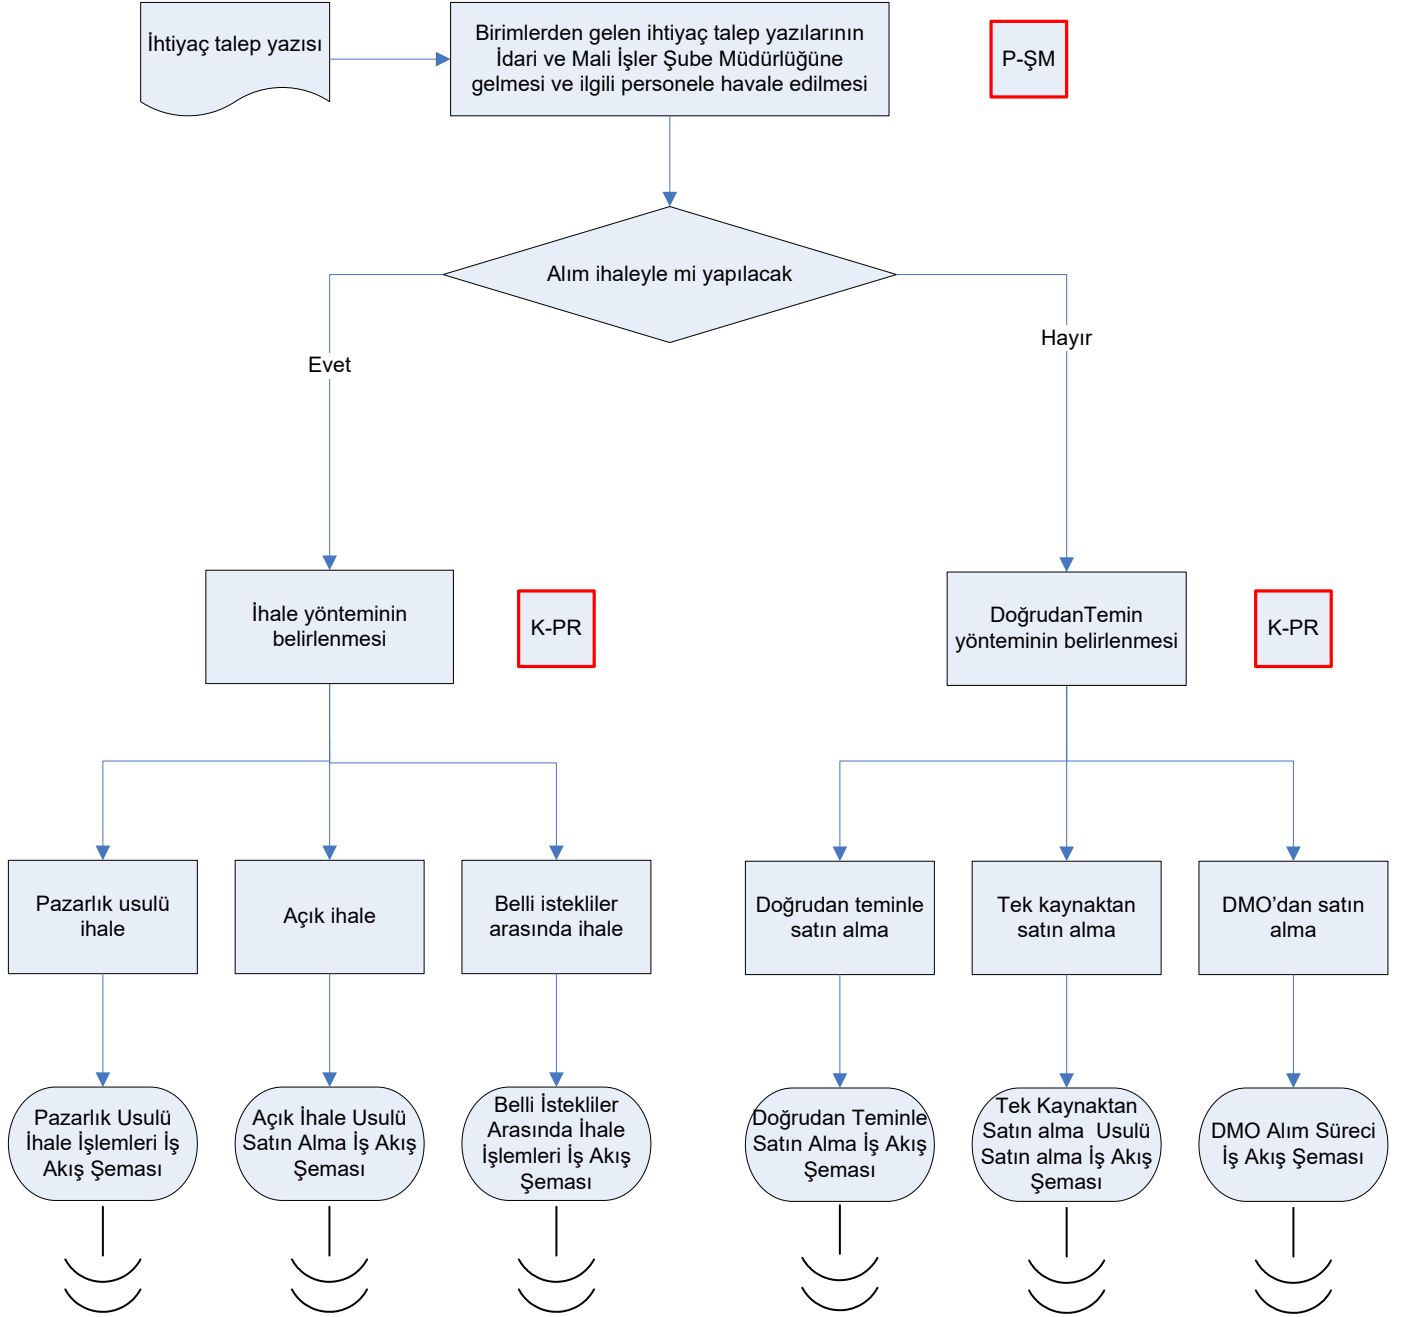 İhtiyaç talep yazısı
Birimlerden gelen ihtiyaç talep yazılarının
İdari ve Mali İşler Şube Müdürlüğüne
gelmesi ve ilgili personele havale edilmesi
P-ŞM
Alım ihaleyle mi yapılacak
Evet
Hayır
İhale yönteminin
belirlenmesi
K-PR
DoğrudanTemin
yönteminin belirlenmesi
K-PR
Pazarlık usulü
ihale
Açık ihale
Belli istekliler
arasında ihale
Doğrudan teminle
satın alma
Tek kaynaktan
satın alma
DMO’dan satın
alma
Pazarlık Usulü
İhale İşlemleri İş
Akış Şeması
Açık İhale Usulü
Satın Alma İş Akış
Şeması
Belli İstekliler
Arasında İhale
İşlemleri İş Akış
Şeması
Doğrudan Teminle
Satın Alma İş Akış
Şeması
Tek Kaynaktan
Satın alma  Usulü
Satın alma İş Akış
Şeması
DMO Alım Süreci
İş Akış Şeması